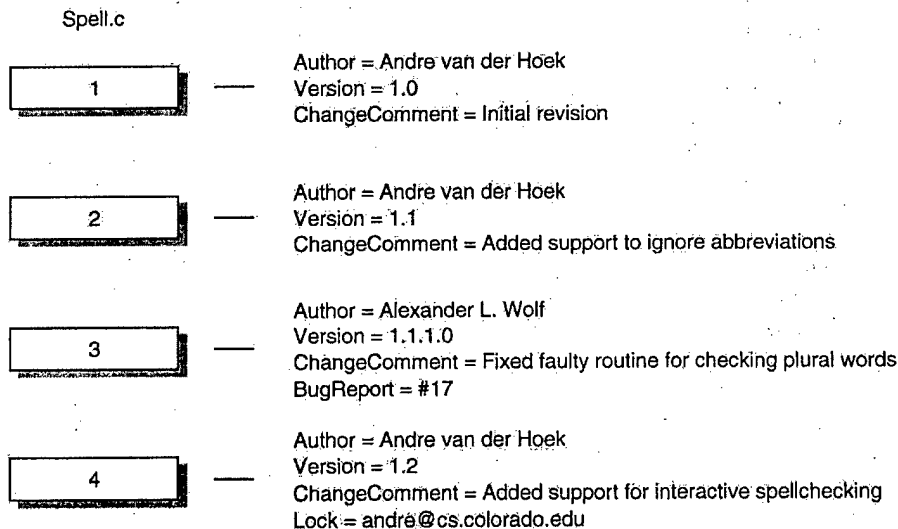 Spell.c
1
Author = Andre van der Hoek
Version = 1.0
ChangeComment = Initial revision
2
Author = Andre van der Hoek
Version = 1.1
ChangeComment = Added support to ignore abbreviations
3
Author = Alexander L. Wolf
Version = 1.1.1.0
ChangeComment = Fixed faulty routine for checking plural words
BugReport = #17
4
Author = Andre van der Hoek
Version = 1.2
ChangeComment = Added support for interactive spellchecking
Lock = andre@cs.colorado.edu